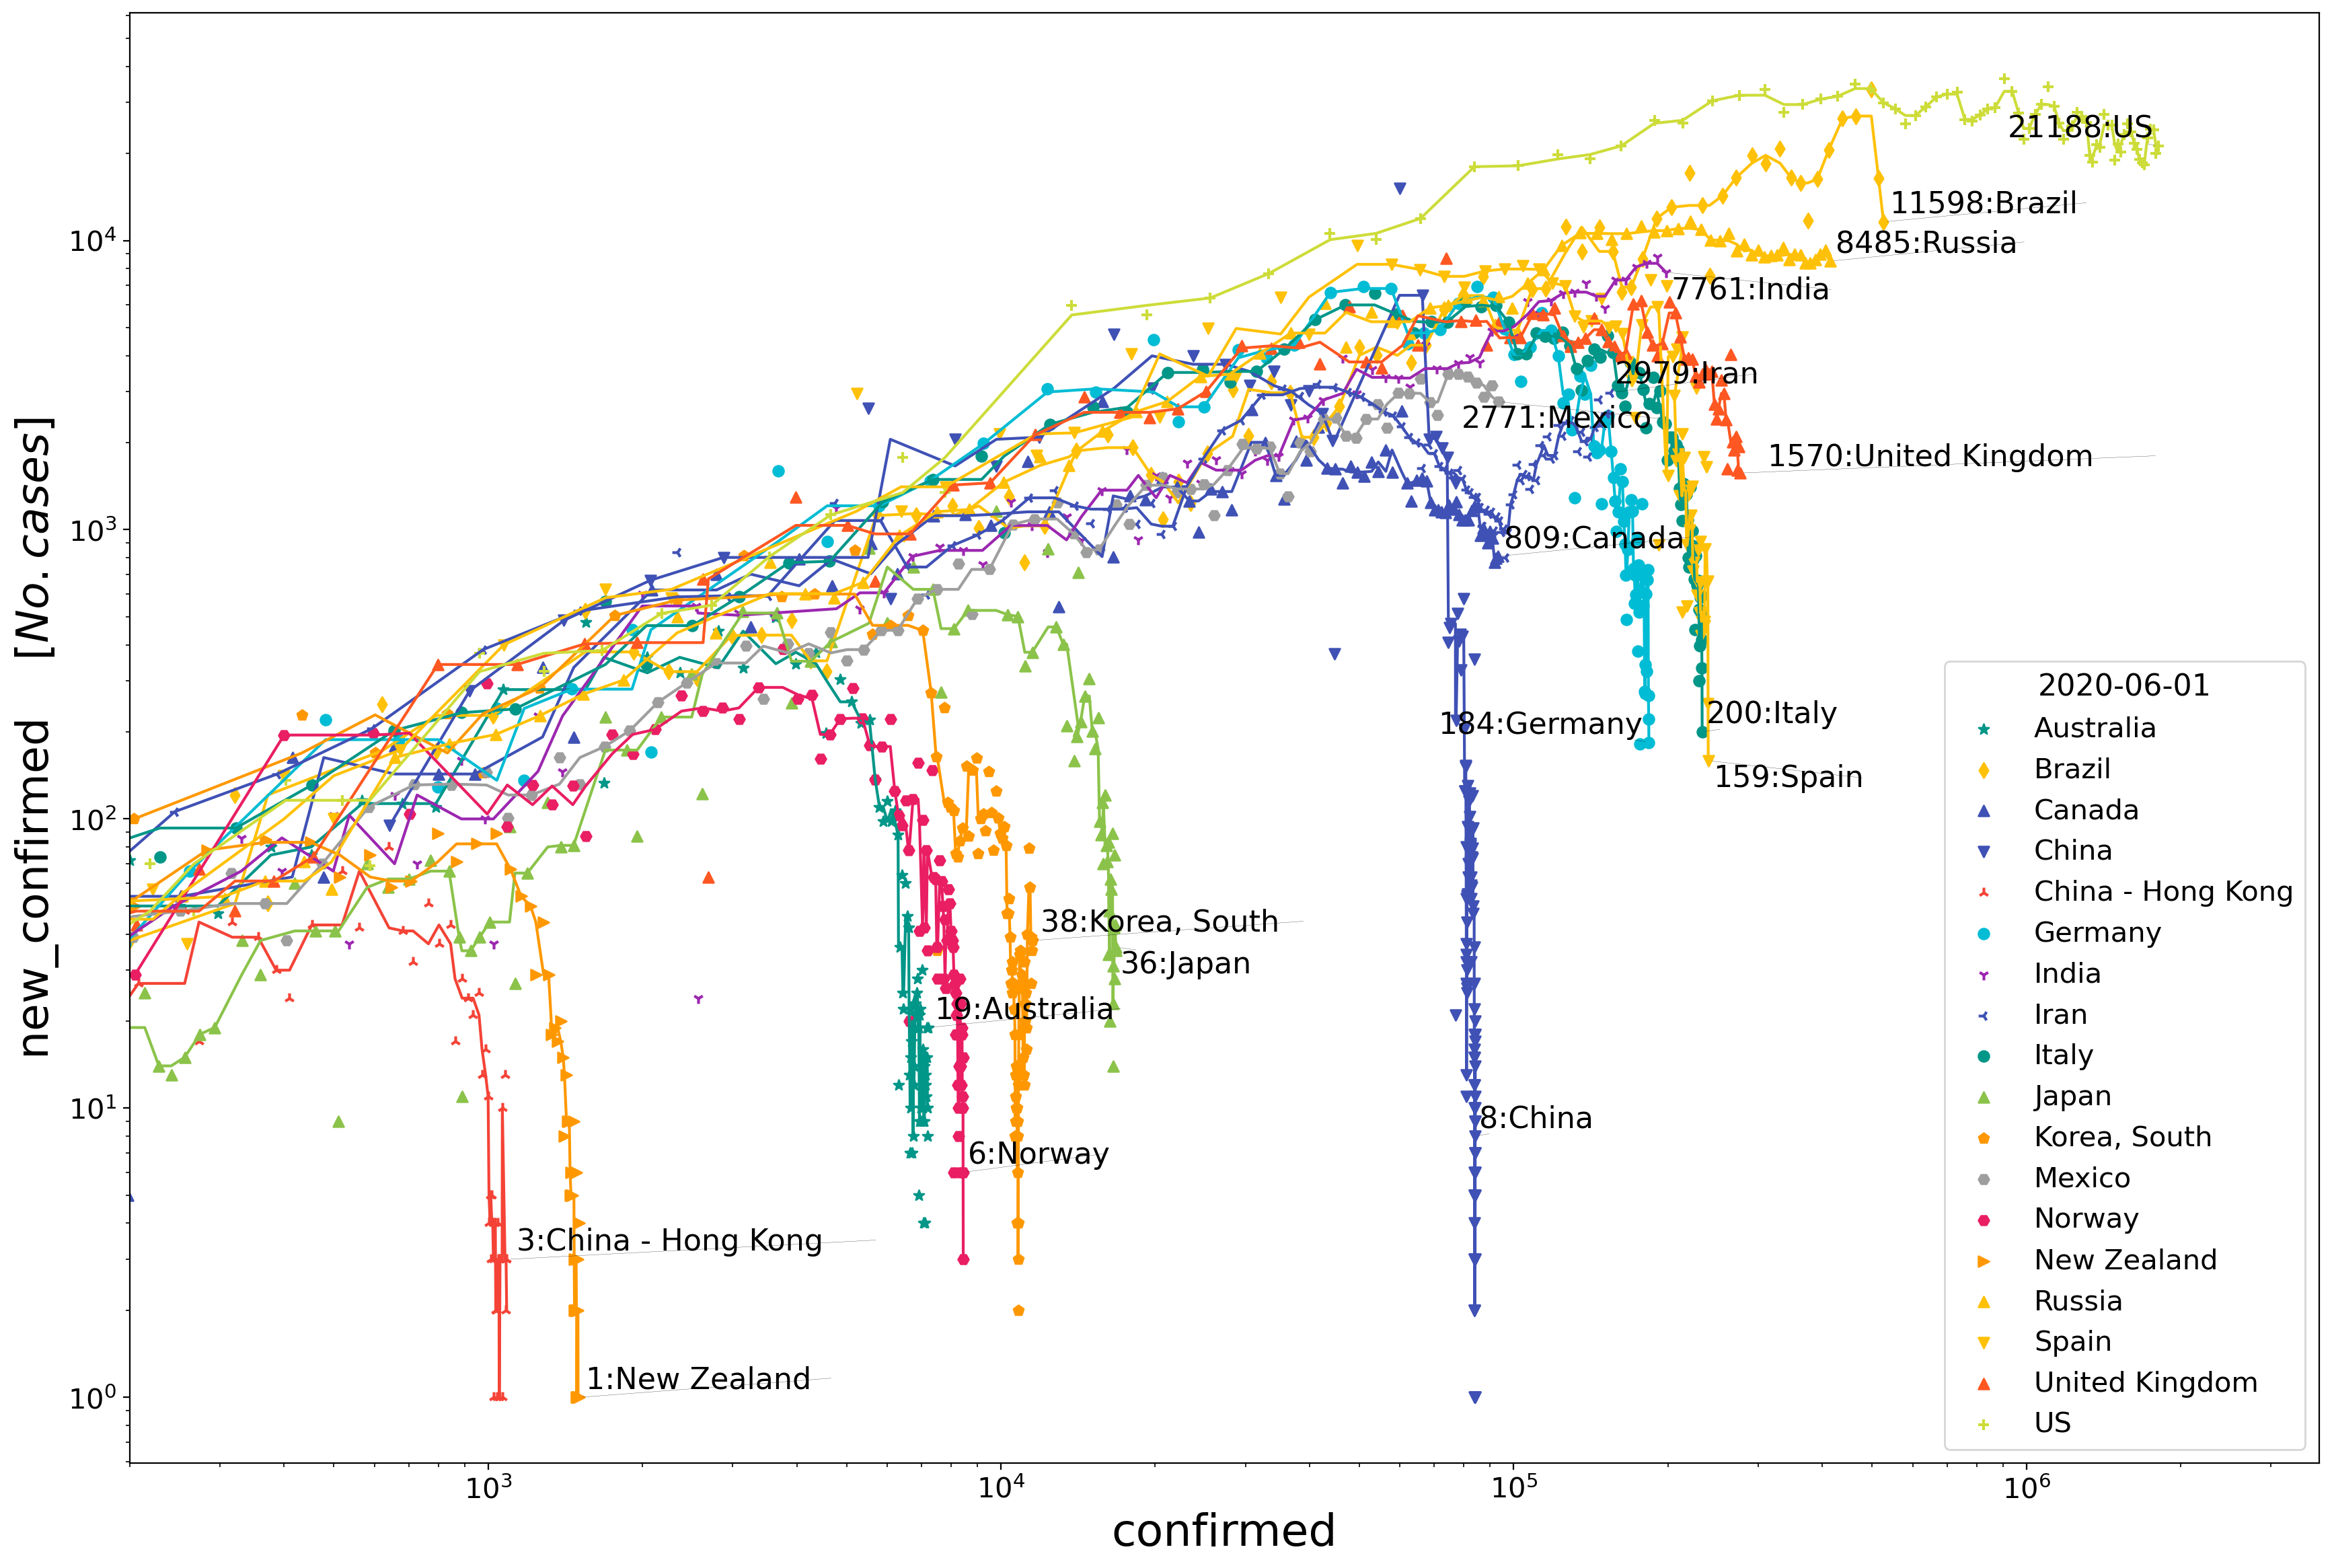 10⁴
10³
10²
10¹
10⁰
new_confirmed [No. cases]
21188:US
11598:Brazil
8485:Russia
7761:India
2979:Iran
2771:Mexico
1570:United Kingdom
809:Canada
184:Germany
200:Italy
159:Spain
38:Korea, South
36:Japan
19:Australia
8:China
6:Norway
3:China - Hong Kong
1:New Zealand
2020-06-01
Australia
Brazil
Canada
China
China - Hong Kong
Germany
India
Iran
Italy
Japan
Korea, South
Mexico
Norway
New Zealand
Russia
Spain
United Kingdom
US
10³ 10⁴ 10⁵ 10⁶
confirmed